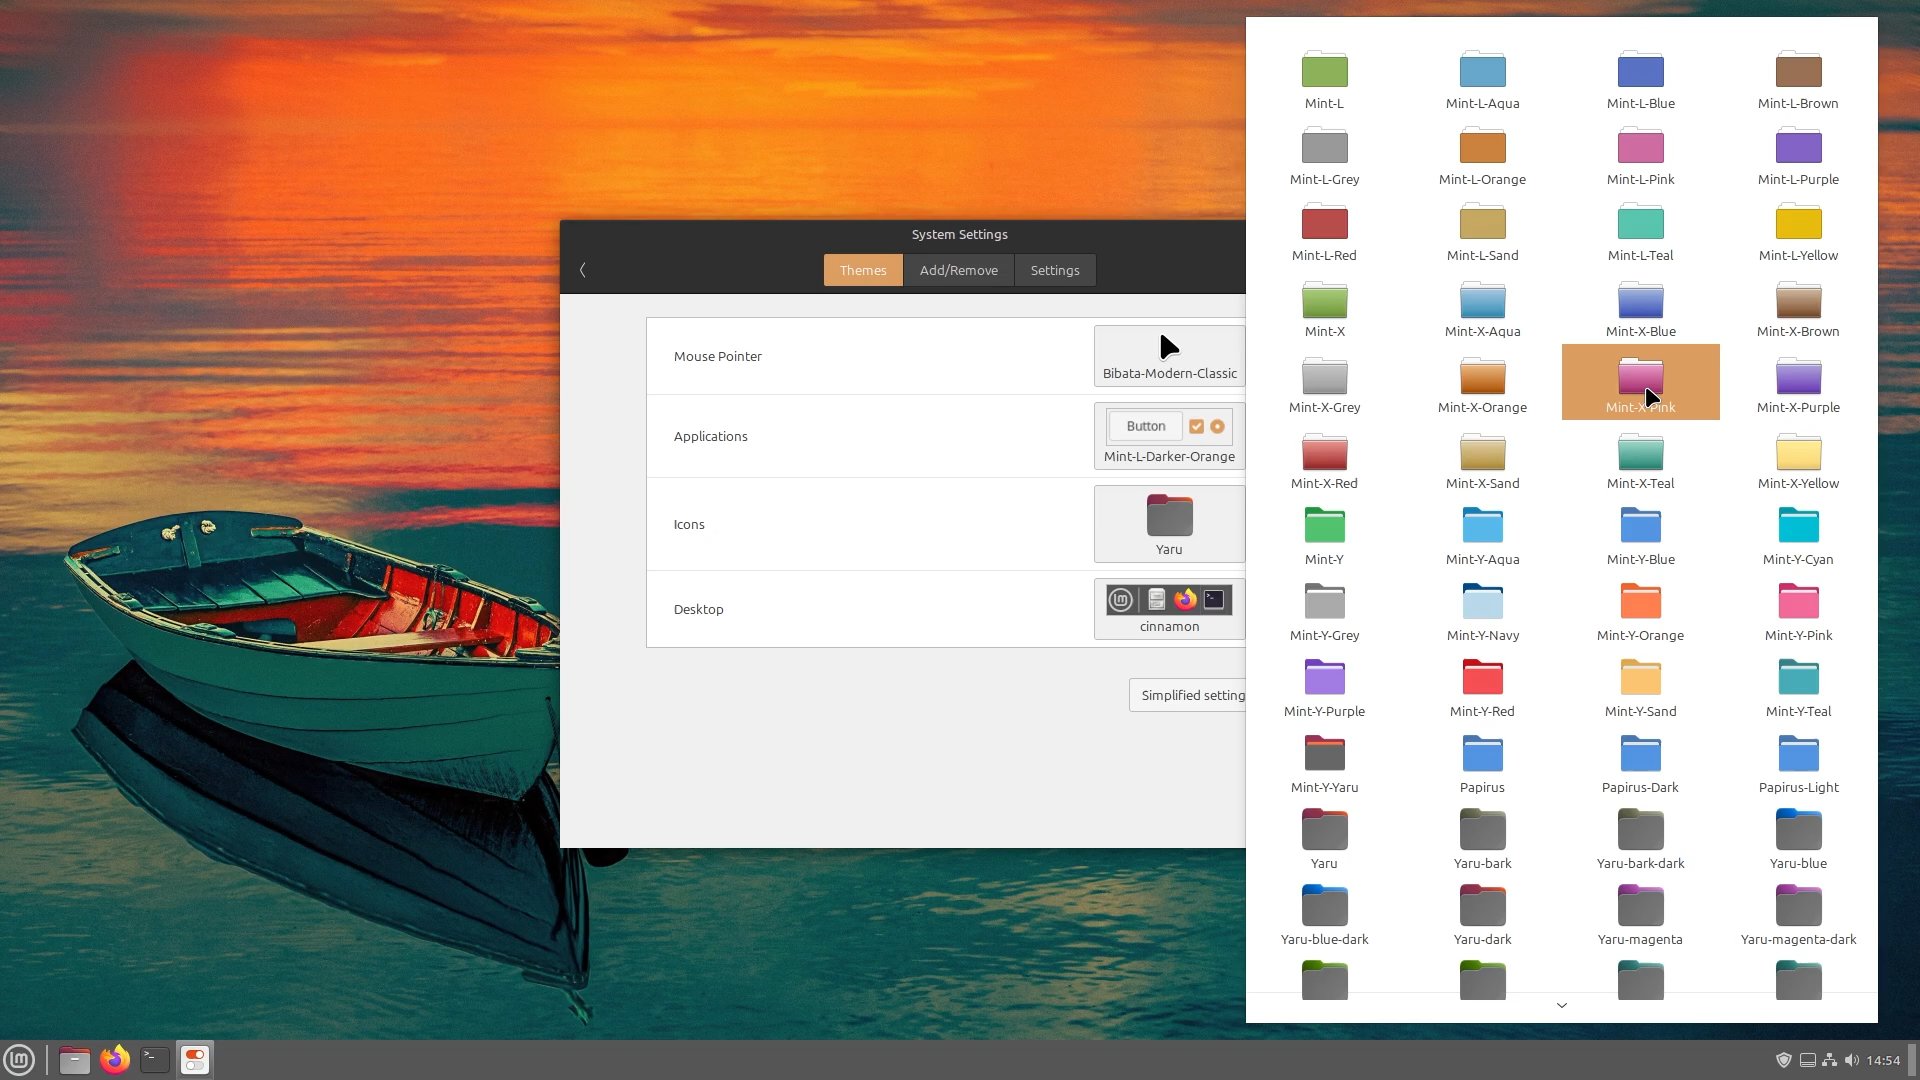 System Settings
Themes
Add/Remove
Settings
Mouse Pointer
Bibata-Modern-Classic
Applications
Button
Mint-L-Darker-Orange
Icons
Yaru
Desktop
cinnamon
Simplified setting
Mint-L Mint-L-Aqua Mint-L-Blue Mint-L-Brown
Mint-L-Grey Mint-L-Orange Mint-L-Pink Mint-L-Purple
Mint-L-Red Mint-L-Sand Mint-L-Teal Mint-L-Yellow
Mint-X Mint-X-Aqua Mint-X-Blue Mint-X-Brown
Mint-X-Grey Mint-X-Orange Mint-X-Pink Mint-X-Purple
Mint-X-Red Mint-X-Sand Mint-X-Teal Mint-X-Yellow
Mint-Y Mint-Y-Aqua Mint-Y-Blue Mint-Y-Cyan
Mint-Y-Grey Mint-Y-Navy Mint-Y-Orange Mint-Y-Pink
Mint-Y-Purple Mint-Y-Red Mint-Y-Sand Mint-Y-Teal
Mint-Y-Yaru Papirus Papirus-Dark Papirus-Light
Yaru Yaru-bark Yaru-bark-dark Yaru-blue
Yaru-blue-dark Yaru-dark Yaru-magenta Yaru-magenta-dark
14:54